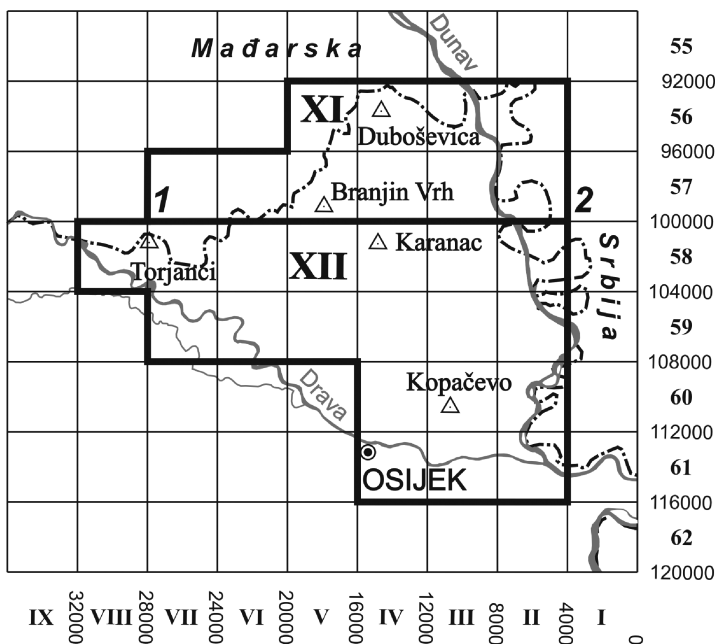 Mađarska
Dunav
55
92000
XI
56
Duboševica
96000
57
Branjin Vrh
1
2
100000
Karanac
58
Torjanci
XII
Srbija
104000
59
108000
Kopačevo
60
Drava
112000
61
OSIJEK
116000
62
120000
IX
32000
VIII
28000
VII
24000
VI
20000
V
16000
IV
12000
III
8000
II
4000
I
0